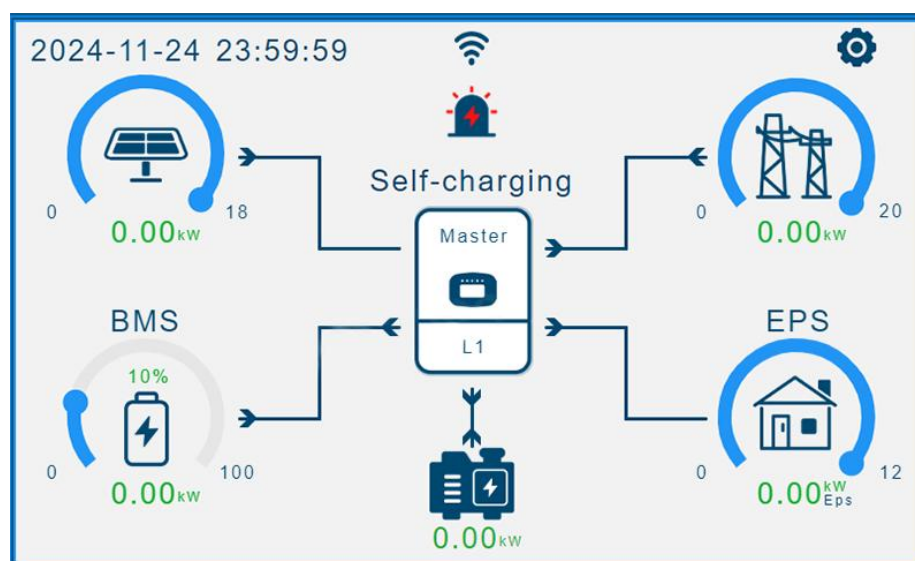 2024-11-24 23:59:59
Self-charging
0 18
0.00kW
Master
L1
0 20
0.00kW
BMS
10%
0 100
0.00kW
EPS
0 12
0.00kW
Eps
0.00kW